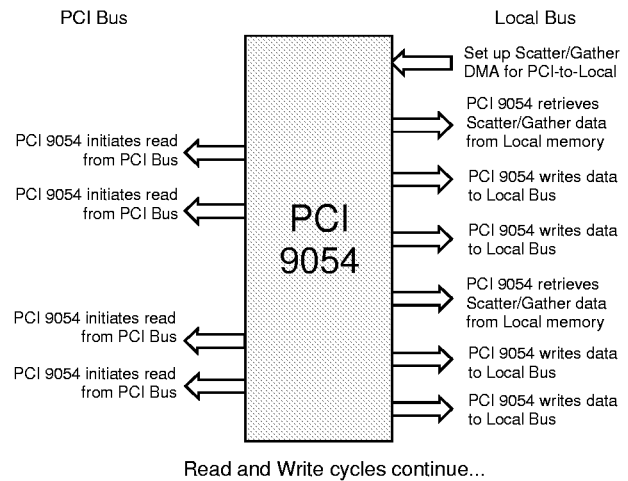 PCI Bus
Local Bus
Set up Scatter/Gather
DMA for PCI-to-Local
PCI 9054 retrieves
Scatter/Gather data
from Local memory
PCI 9054 initiates read
from PCI Bus
PCI 9054 writes data
to Local Bus
PCI 9054 initiates read
from PCI Bus
PCI
9054
PCI 9054 writes data
to Local Bus
PCI 9054 retrieves
Scatter/Gather data
from Local memory
PCI 9054 initiates read
from PCI Bus
PCI 9054 writes data
to Local Bus
PCI 9054 initiates read
from PCI Bus
PCI 9054 writes data
to Local Bus
Read and Write cycles continue...